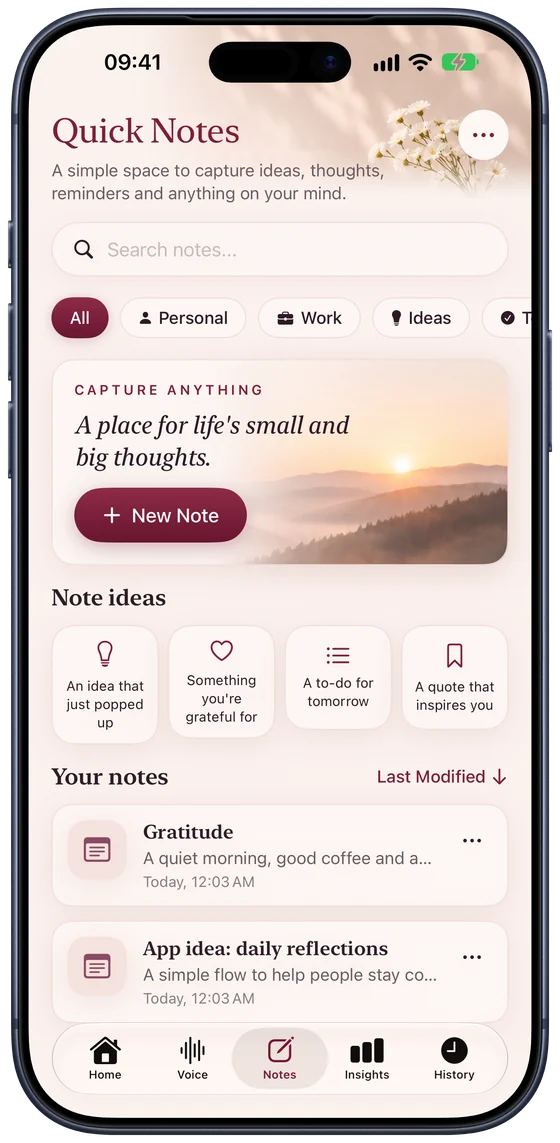 09:41
Quick Notes
A simple space to capture ideas, thoughts,
reminders and anything on your mind.
Search notes...
All
Personal
Work
Ideas
T
CAPTURE ANYTHING
A place for life's small and
big thoughts.
+ New Note
Note ideas
An idea that
just popped
up
Something
you're
grateful for
A to-do for
tomorrow
A quote that
inspires you
Your notes
Last Modified ↓
Gratitude
A quiet morning, good coffee and a...
Today, 12:03 AM
App idea: daily reflections
A simple flow to help people stay co...
Today, 12:03 AM
Home
Voice
Notes
Insights
History